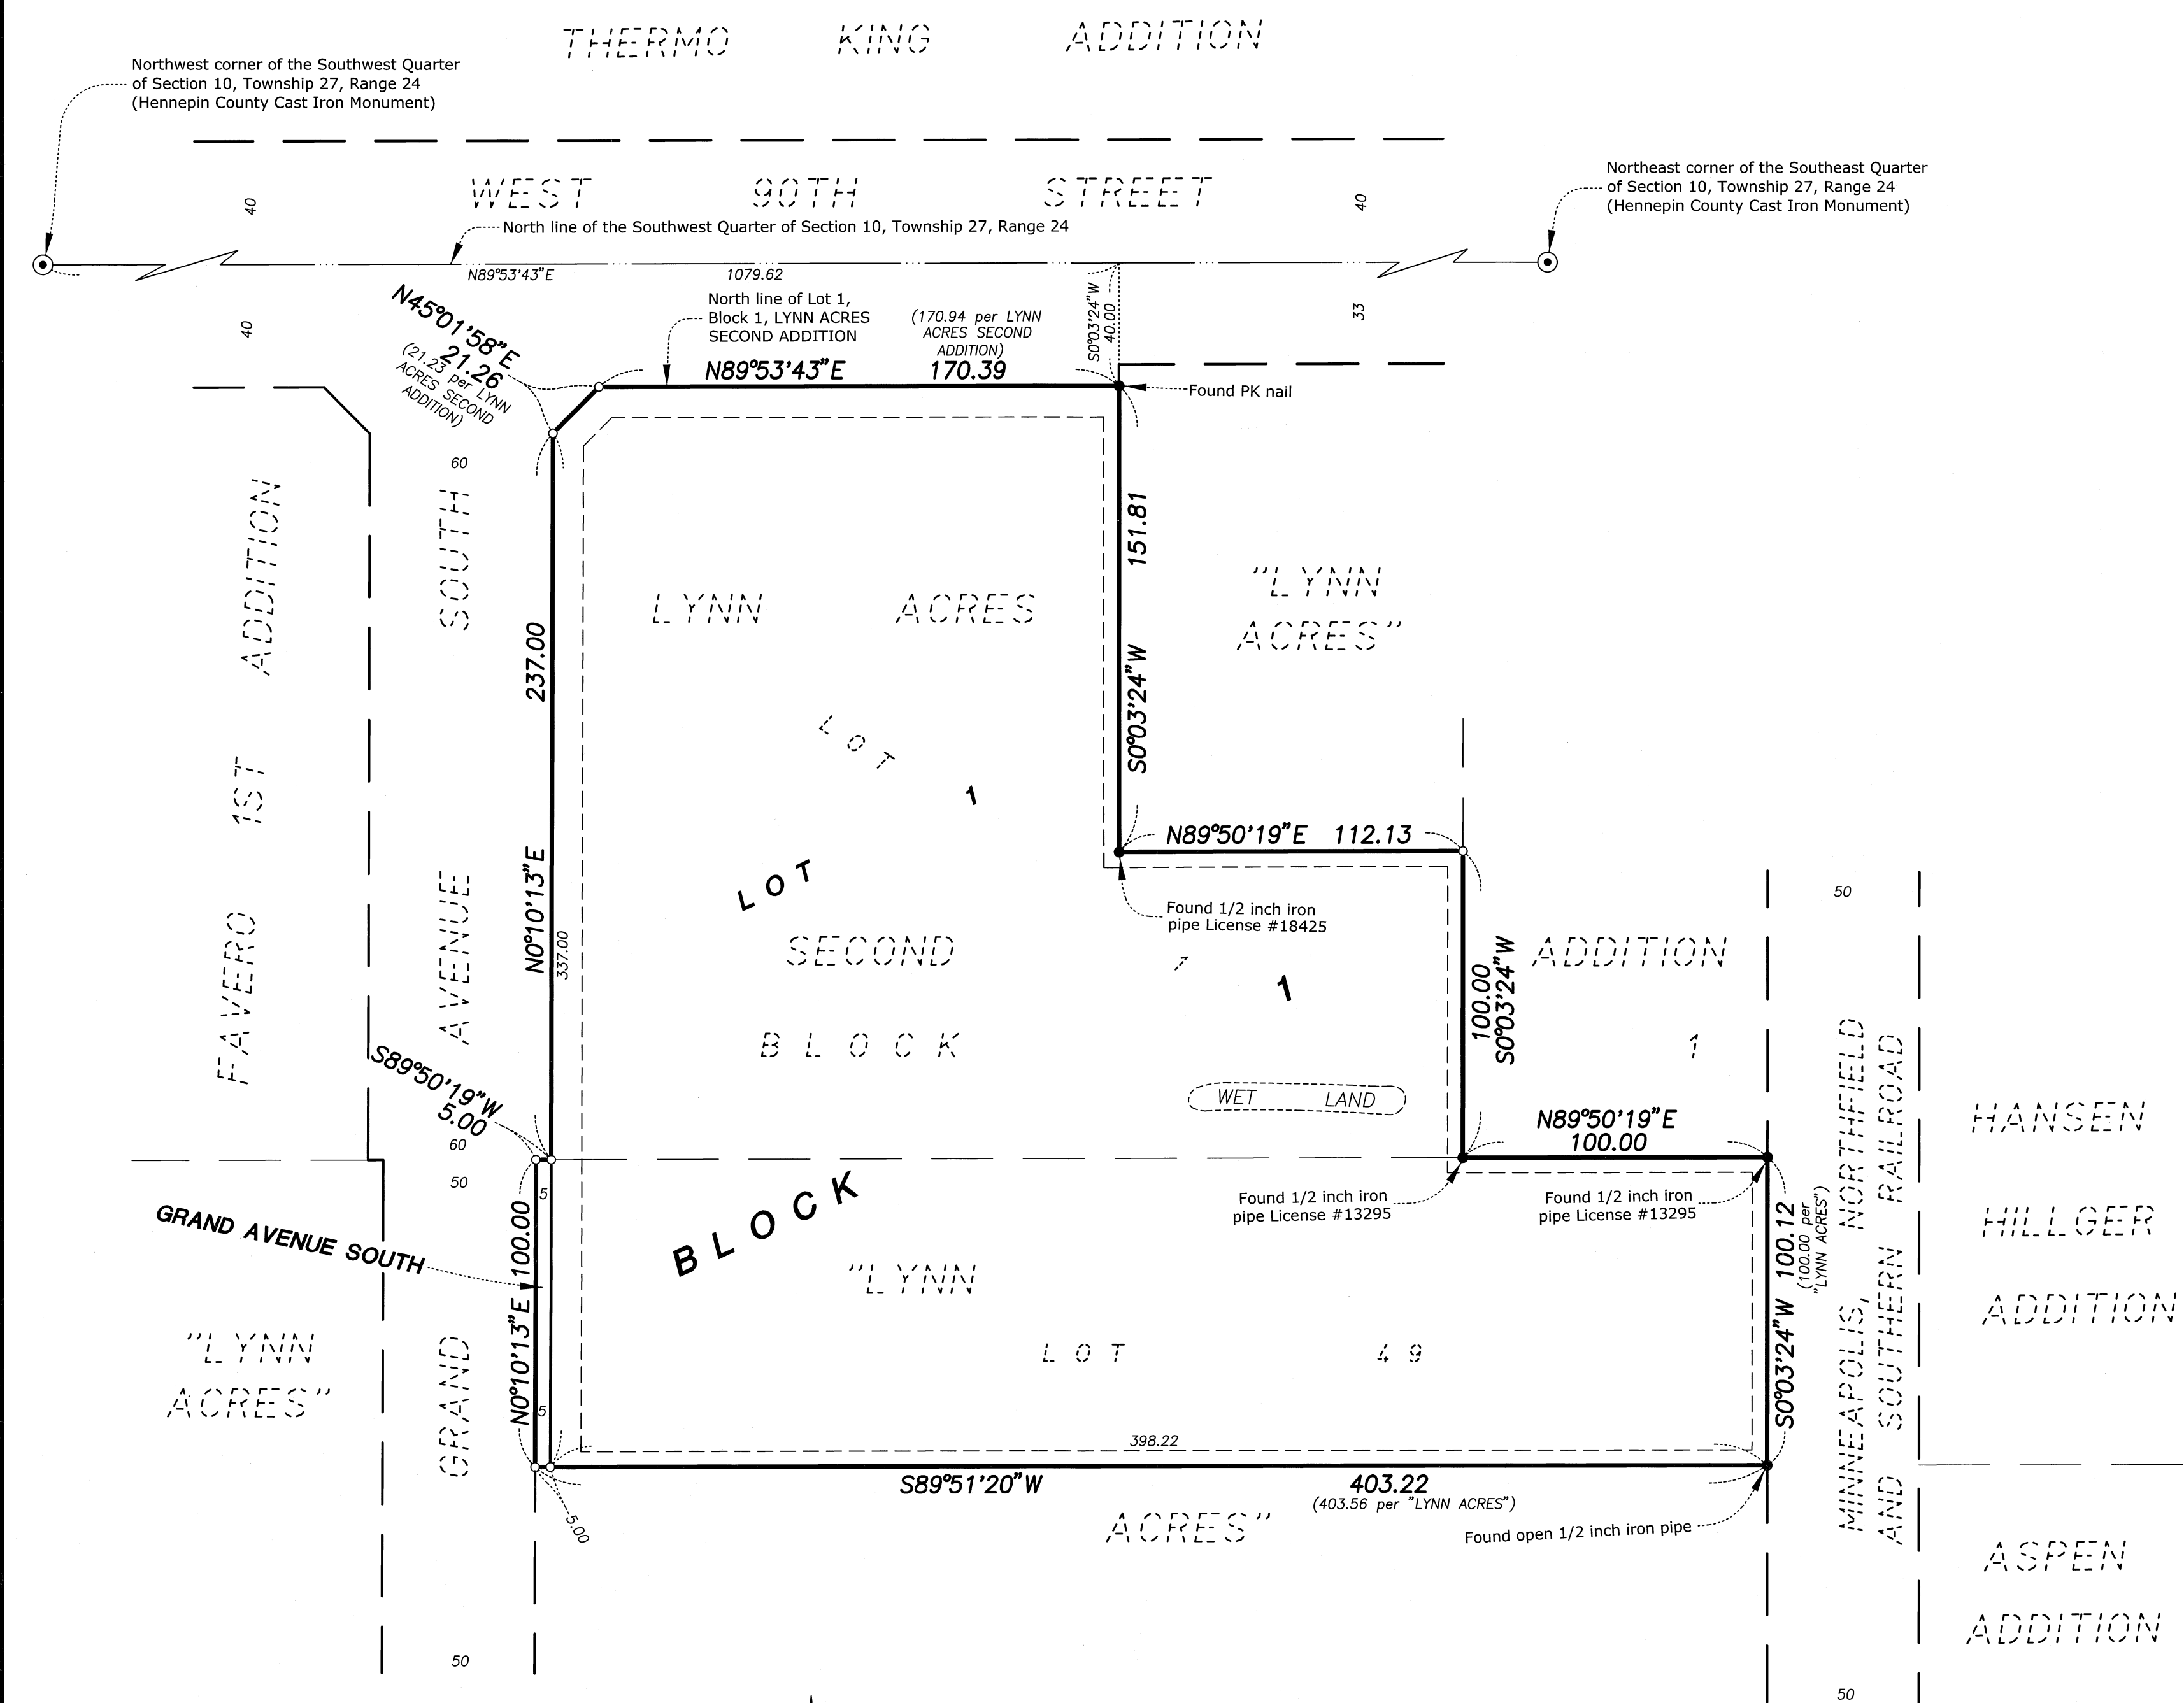 THERMO KING ADDITION
Northwest corner of the Southwest Quarter
of Section 10, Township 27, Range 24
(Hennepin County Cast Iron Monument)
WEST 90TH STREET
40
40
Northeast corner of the Southeast Quarter
of Section 10, Township 27, Range 24
(Hennepin County Cast Iron Monument)
North line of the Southwest Quarter of Section 10, Township 27, Range 24
N89°53'43"E
1079.62
40
33
N45°01'58"E
21.26
(21.23 per LYNN
ACRES SECOND
ADDITION)
North line of Lot 1,
Block 1, LYNN ACRES
SECOND ADDITION
(170.94 per LYNN
ACRES SECOND
ADDITION)
S0°03'24"W
40.00
N89°53'43"E 170.39
Found PK nail
60
FAVERO 1ST ADDITION
GRAND AVENUE SOUTH
237.00
N0°10'13"E
337.00
LYNN ACRES
151.81
S0°03'24"W
"LYNN
ACRES"
LOT
1
N89°50'19"E 112.13
LOT
Found 1/2 inch iron
pipe License #18425
SECOND
1
1
ADDITION
50
100.00
S0°03'24"W
BLOCK
1
WET LAND
S89°50'19"W
5.00
60
50
N89°50'19"E
100.00
Found 1/2 inch iron
pipe License #13295
Found 1/2 inch iron
pipe License #13295
BLOCK
5
GRAND AVENUE SOUTH
N0°10'13"E 100.00
"LYNN
S0°03'24"W 100.12
(100.00 per
"LYNN ACRES")
MINNEAPOLIS, NORTHFIELD
AND SOUTHERN RAILROAD
HANSEN
HILLGER
ADDITION
"LYNN
ACRES"
LOT 49
5
398.22
S89°51'20"W 403.22
(403.56 per "LYNN ACRES")
5.00
ACRES"
Found open 1/2 inch iron pipe
ASPEN
ADDITION
50
50